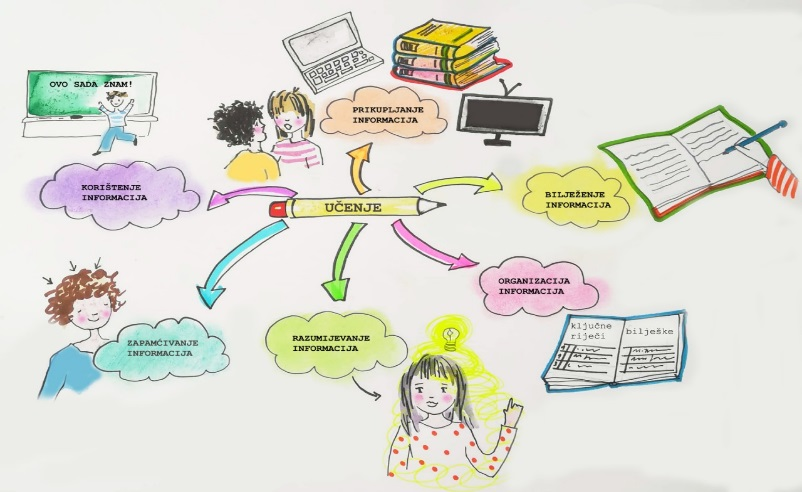 OVO SADA ZNAM!
PRIKUPLJANJE
INFORMACIJA
KORIŠTENJE
INFORMACIJA
UČENJE
BILJEŽENJE
INFORMACIJA
ORGANIZACIJA
INFORMACIJA
ZAPAMĆIVANJE
INFORMACIJA
RAZUMIJEVANJE
INFORMACIJA
ključne
riječi
bilješke